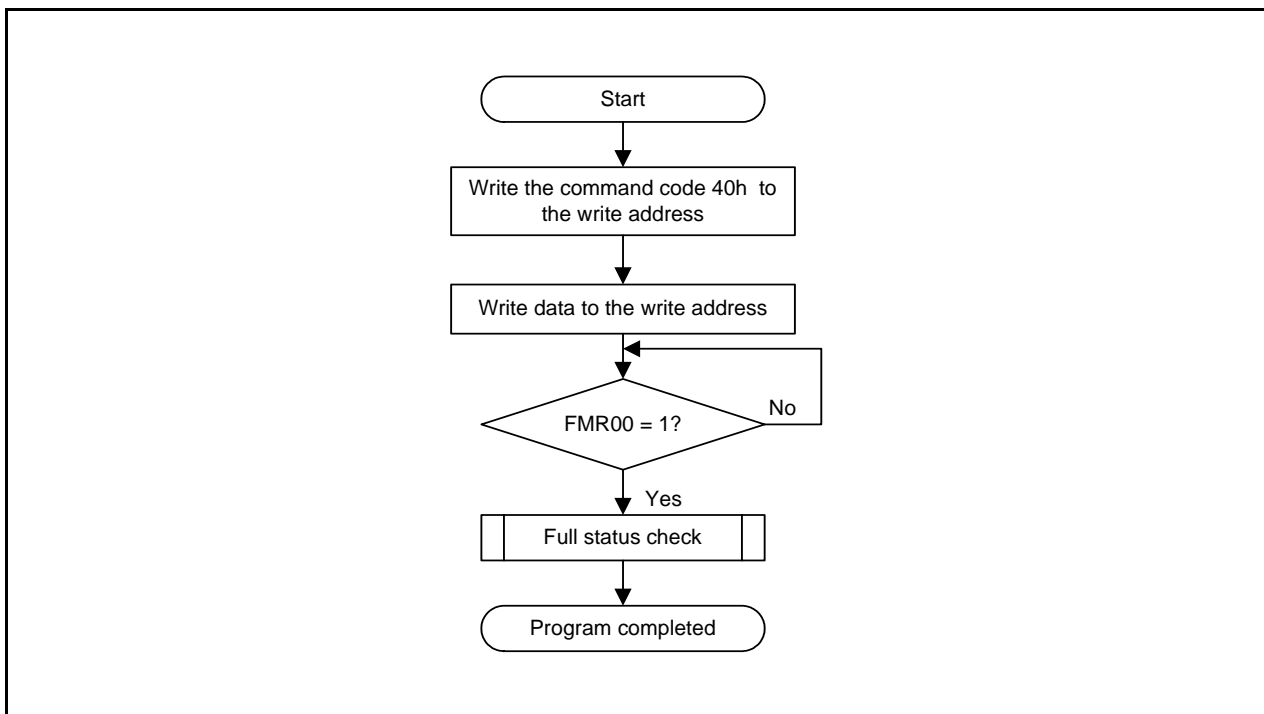 Start
Write the command code 40h to
the write address
Write data to the write address
FMR00 = 1?
No
Yes
Full status check
Program completed